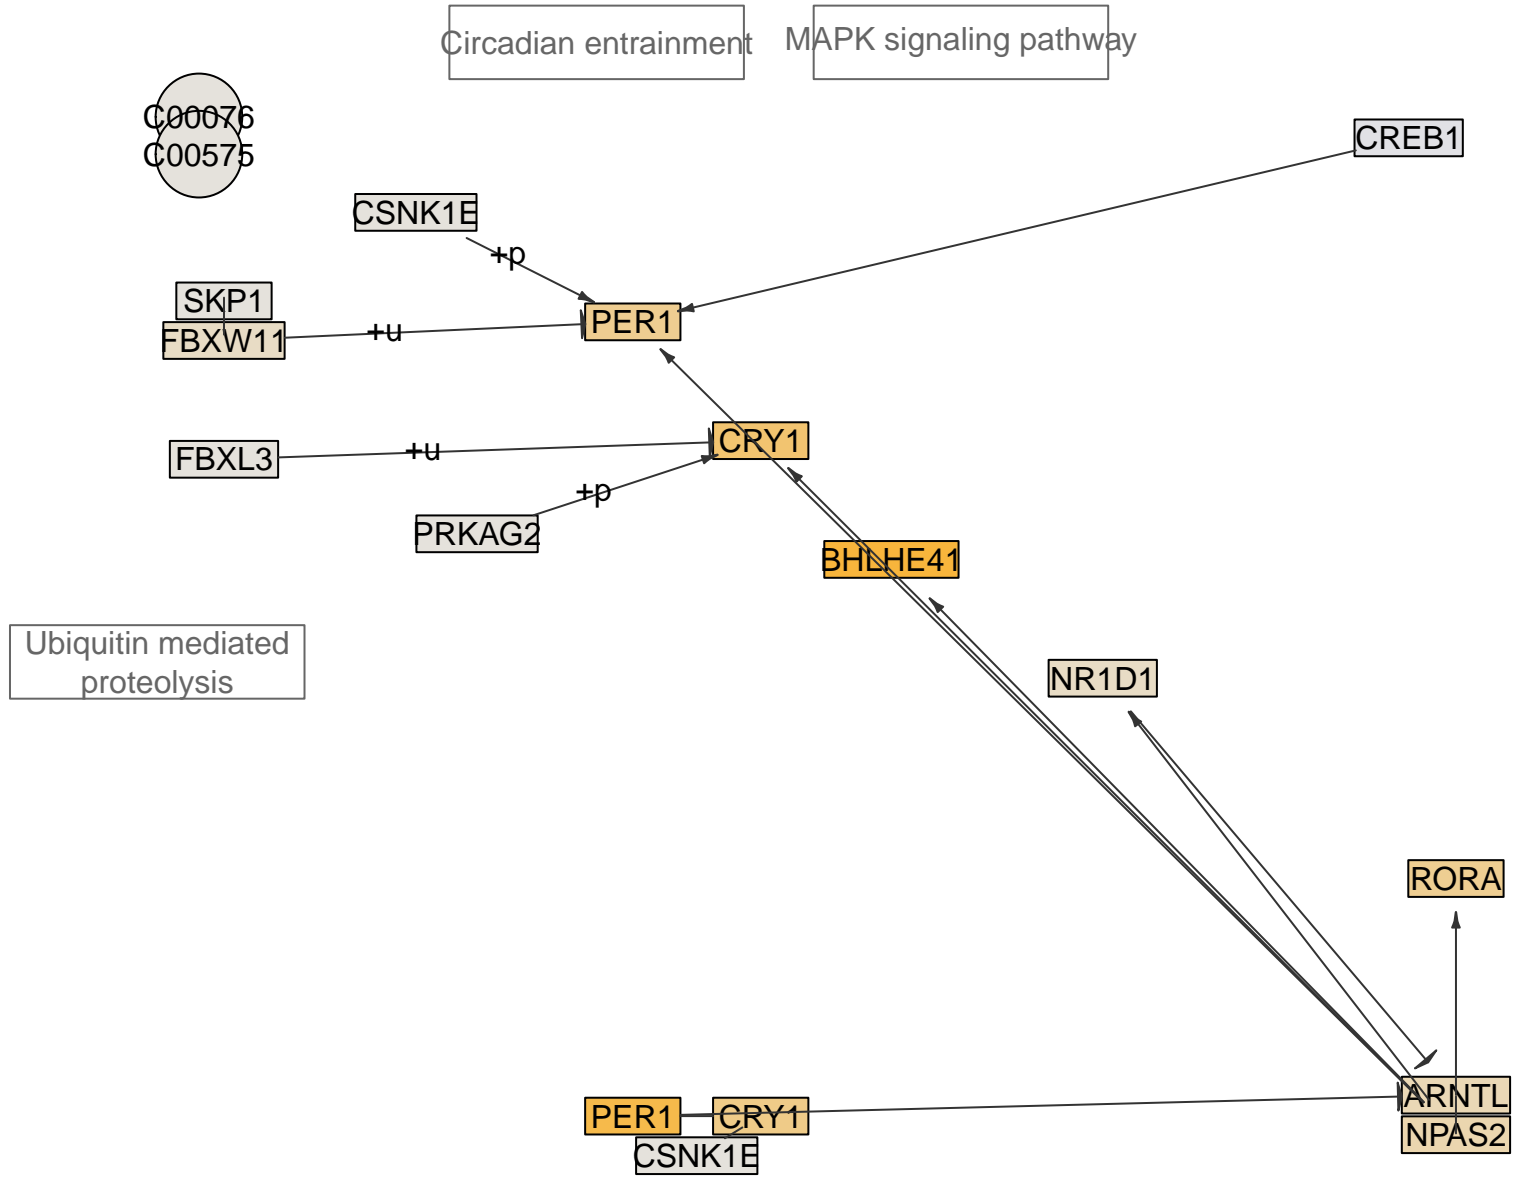 Circadian entrainment
MAPK signaling pathway
C00076
C00575
CREB1
CSNK1E
+p
SKP1
FBXW11
+u
PER1
FBXL3
+u
CRY1
+p
PRKAG2
BHLHE41
Ubiquitin mediated
proteolysis
NR1D1
RORA
ARNTL
NPAS2
PER1
CRY1
CSNK1E